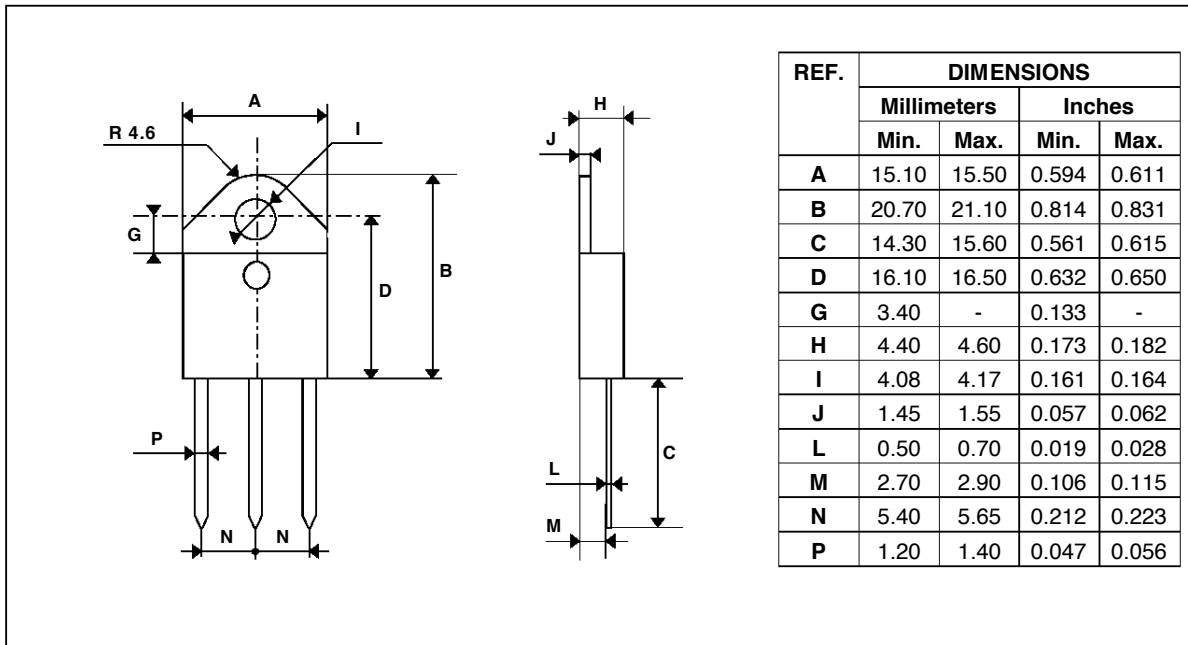 A
R 4.6
I
G
B
D
P
N N
H
J
C
L
M
REF. DIMENSIONS
Millimeters Inches
Min. Max. Min. Max.
A 15.10 15.50 0.594 0.611
B 20.70 21.10 0.814 0.831
C 14.30 15.60 0.561 0.615
D 16.10 16.50 0.632 0.650
G 3.40 - 0.133 -
H 4.40 4.60 0.173 0.182
I 4.08 4.17 0.161 0.164
J 1.45 1.55 0.057 0.062
L 0.50 0.70 0.019 0.028
M 2.70 2.90 0.106 0.115
N 5.40 5.65 0.212 0.223
P 1.20 1.40 0.047 0.056